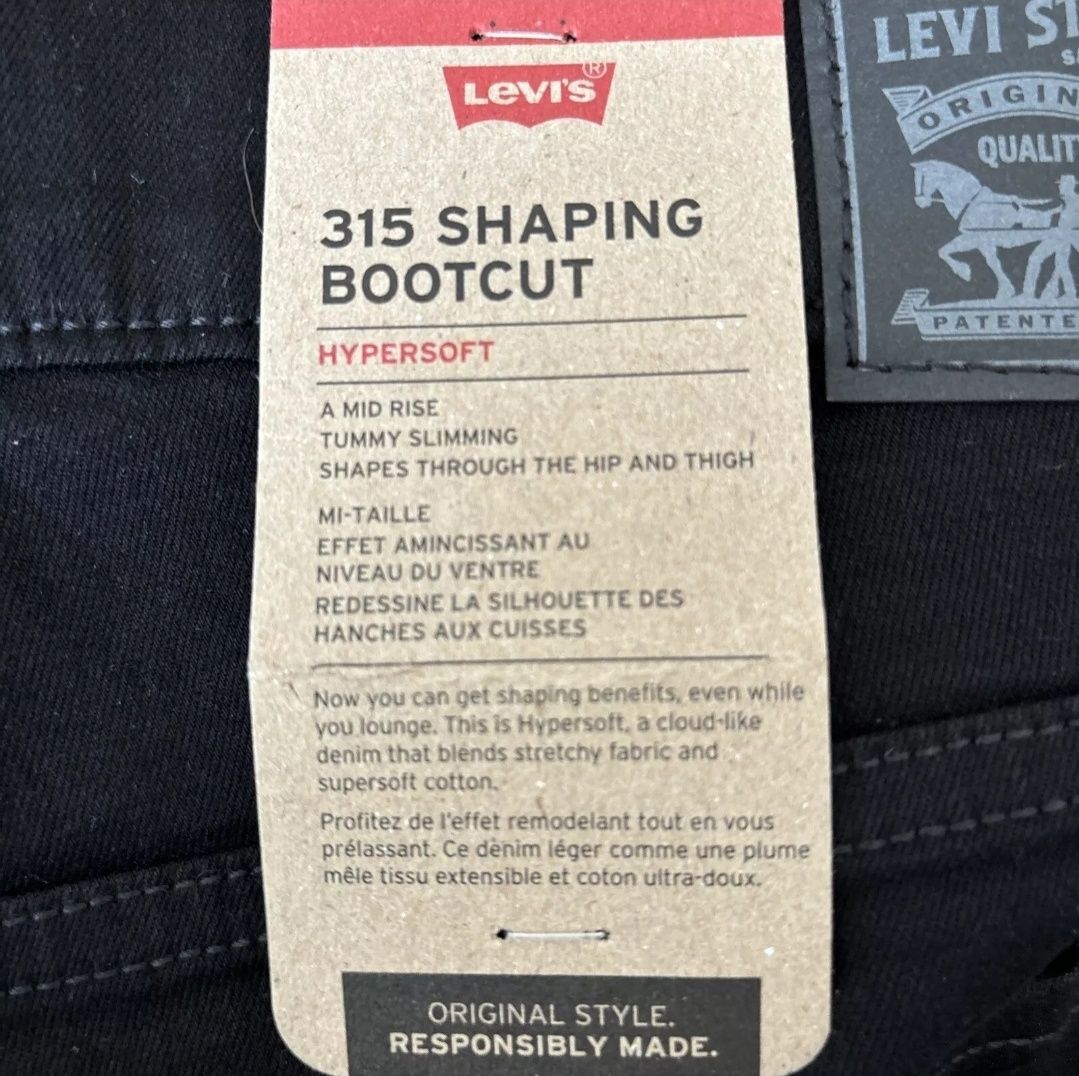 LEVI'S®
315 SHAPING
BOOTCUT
HYPERSOFT
A MID RISE
TUMMY SLIMMING
SHAPES THROUGH THE HIP AND THIGH
MI-TAILLE
EFFET AMINCISSANT AU
NIVEAU DU VENTRE
REDESSINE LA SILHOUETTE DES
HANCHES AUX CUISSES
Now you can get shaping benefits, even while
you lounge. This is Hypersoft, a cloud-like
denim that blends stretchy fabric and
supersoft cotton.
Profitez de l'effet remodelant tout en vous
prélassant. Ce denim léger comme une plume
mêle tissu extensible et coton ultra-doux.
ORIGINAL STYLE.
RESPONSIBLY MADE.
LEVI ST
ORIGIN
QUALIT
PATENTE